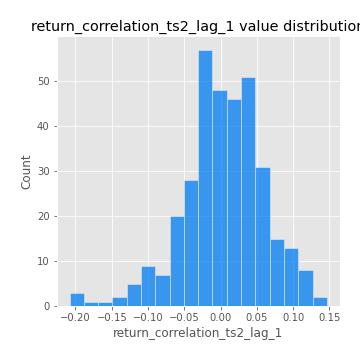 return_correlation_ts2_lag_1 value distribution
Count
50
40
30
20
10
0
−0.20 −0.15 −0.10 −0.05 0.00 0.05 0.10 0.15
return_correlation_ts2_lag_1